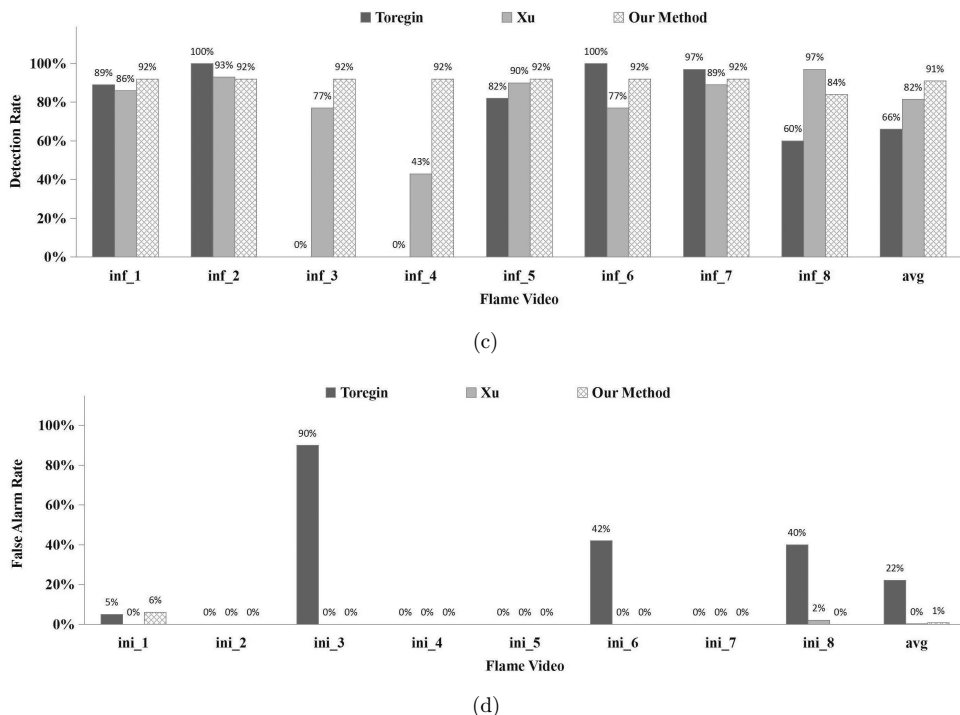 Toregin Xu Our Method
Detection Rate
100%
80%
60%
40%
20%
0%
89% 86% 92%
100% 93% 92%
0% 77% 92%
0% 43% 92%
82% 90% 92%
100% 77% 92%
97% 89% 92%
60% 97% 84%
66% 82% 91%
inf_1 inf_2 inf_3 inf_4 inf_5 inf_6 inf_7 inf_8 avg
Flame Video
(c)
Toregin Xu Our Method
False Alarm Rate
100%
80%
60%
40%
20%
0%
5% 0% 6%
0% 0% 0%
90% 0% 0%
0% 0% 0%
0% 0% 0%
42% 0% 0%
0% 0% 0%
40% 2% 0%
22% 0% 1%
ini_1 ini_2 ini_3 ini_4 ini_5 ini_6 ini_7 ini_8 avg
Flame Video
(d)